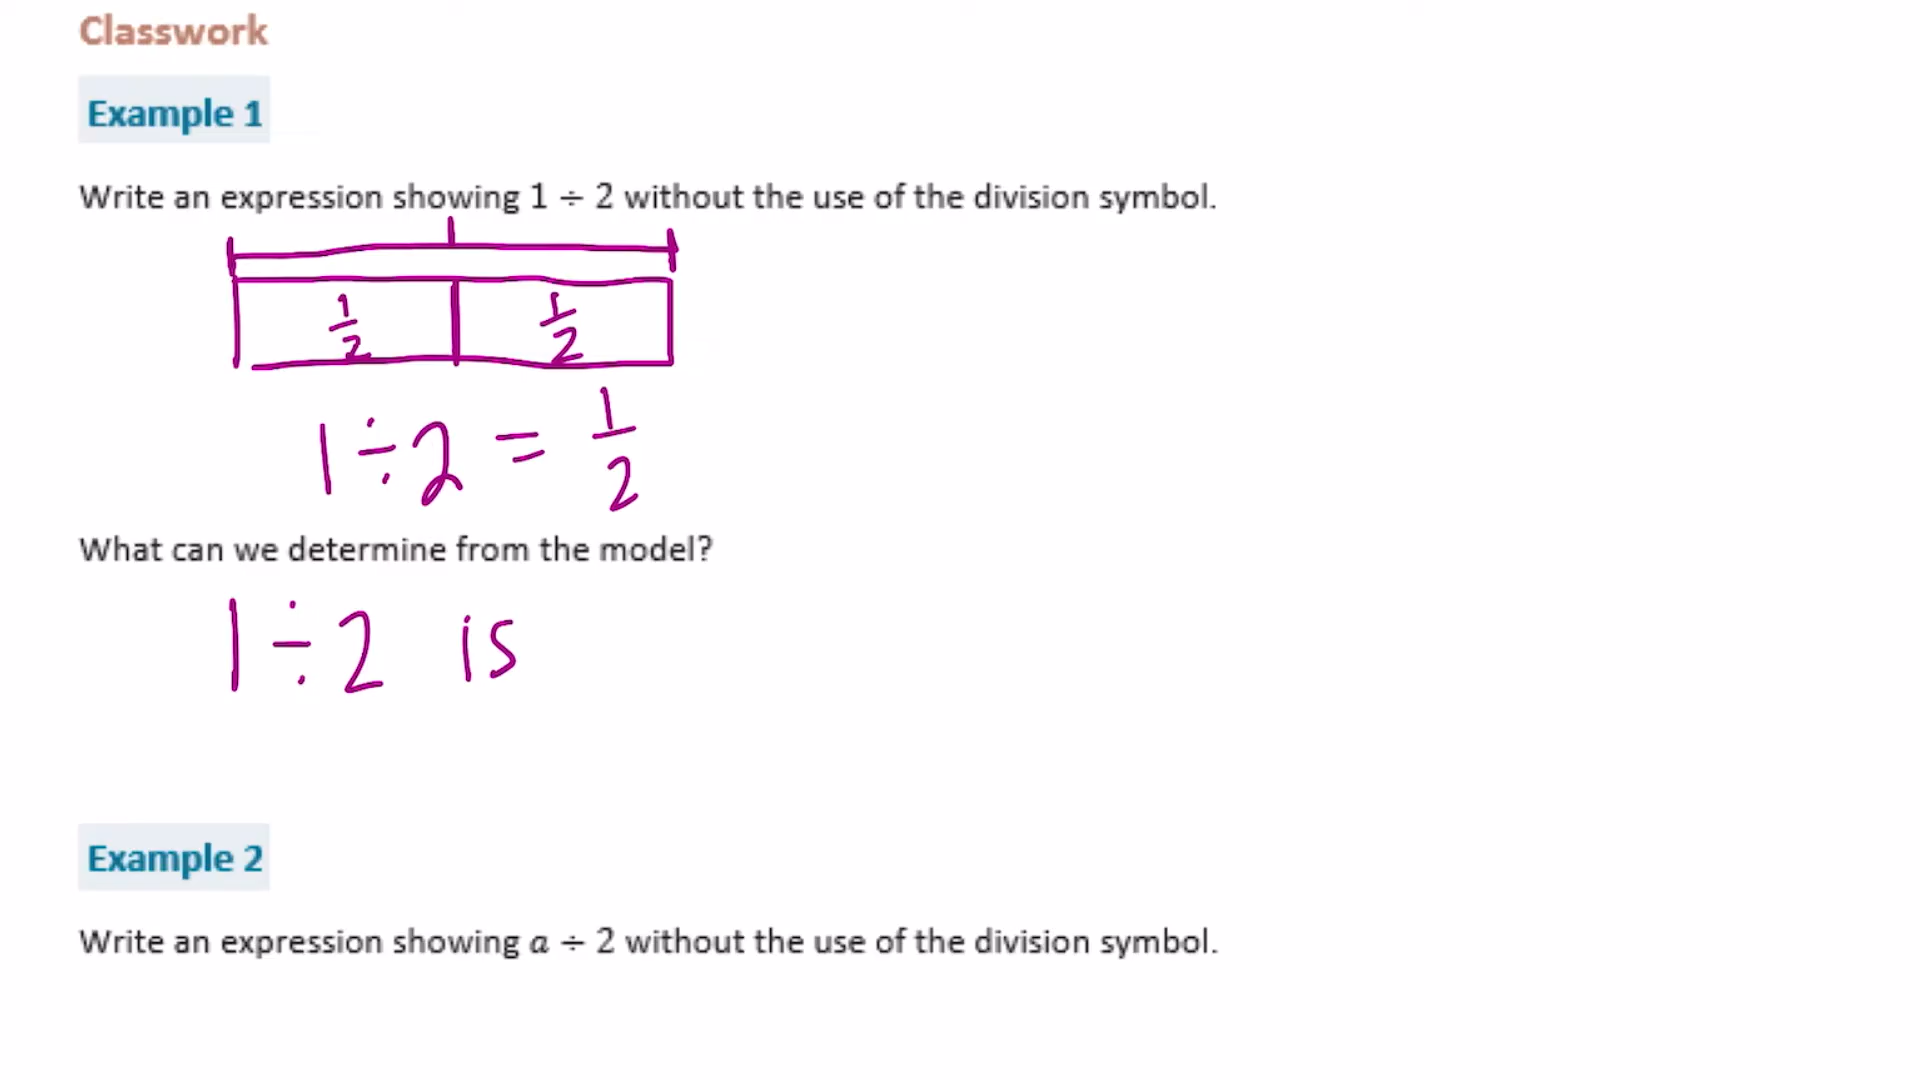 Classwork
Example 1
Write an expression showing 1 ÷ 2 without the use of the division symbol.
1
1/2 1/2
1 ÷ 2 = 1/2
What can we determine from the model?
1 ÷ 2 is
Example 2
Write an expression showing a ÷ 2 without the use of the division symbol.